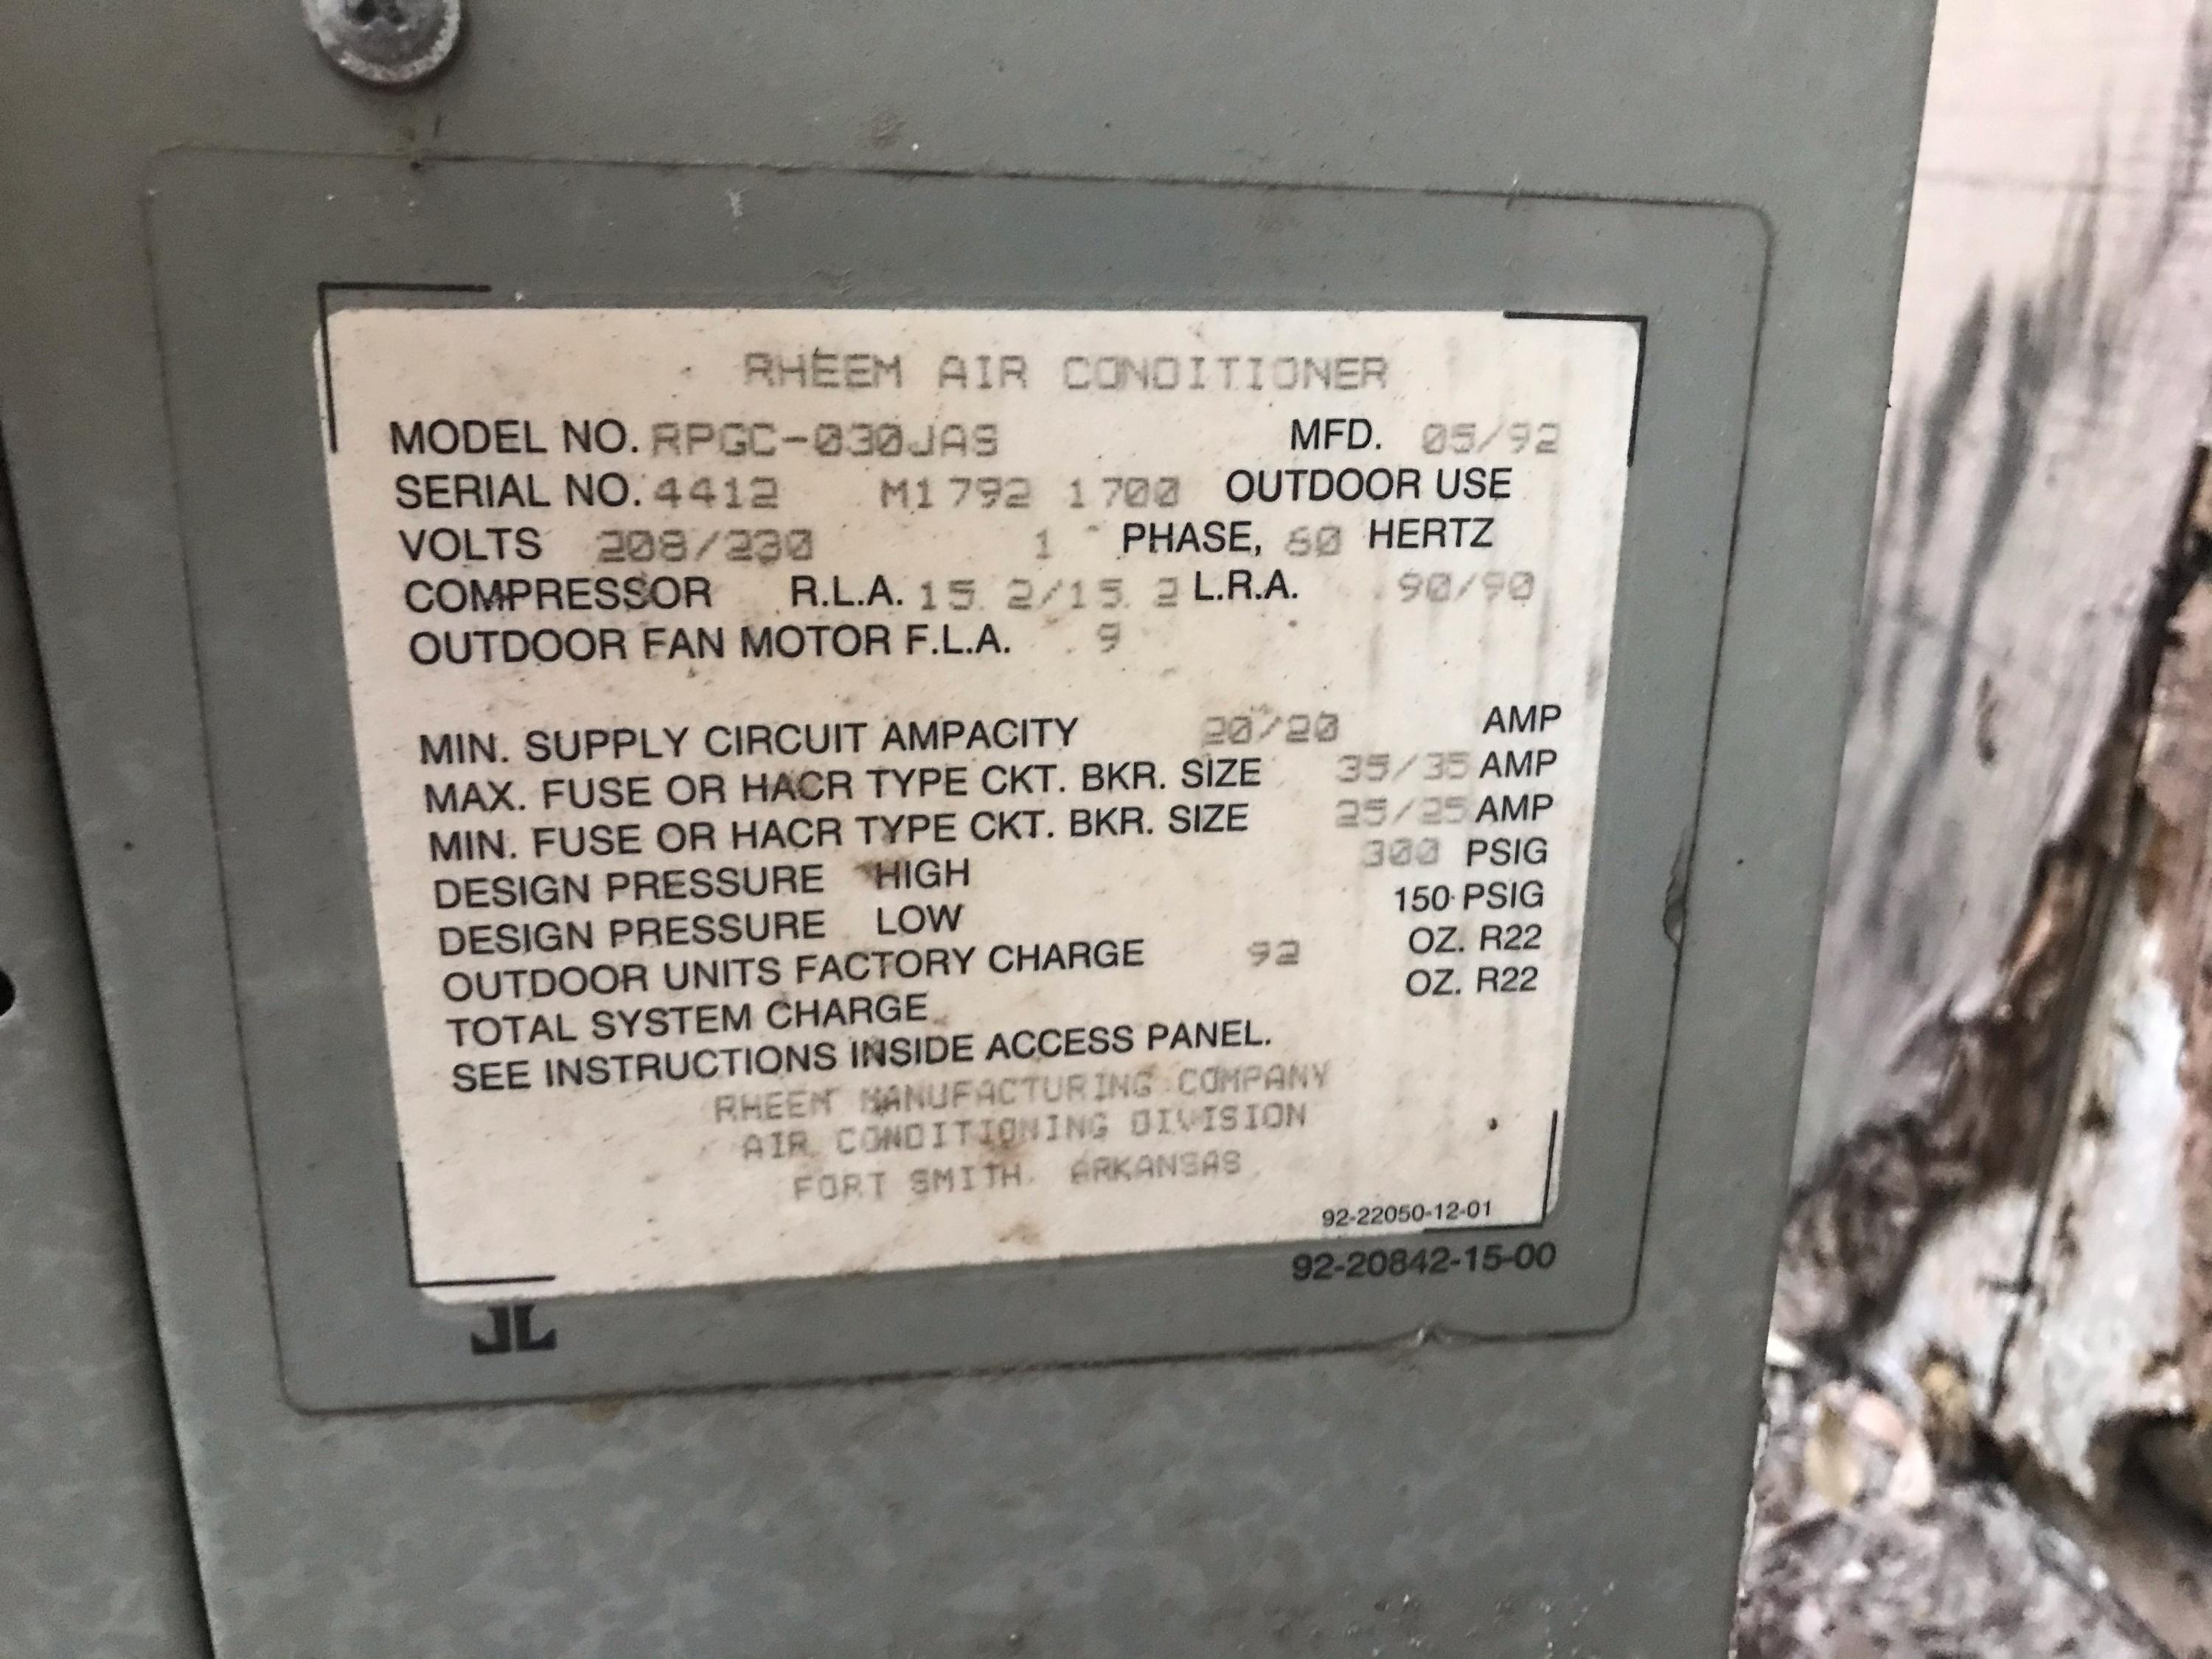 RHEEM AIR CONDITIONER
MODEL NO. RPGC-030JAS MFD. 05/92
SERIAL NO. 4412 M1792 1700 OUTDOOR USE
VOLTS 208/230 1 PHASE, 60 HERTZ
COMPRESSOR R.L.A. 15.2/15.2 L.R.A. 90/90
OUTDOOR FAN MOTOR F.L.A. 9
MIN. SUPPLY CIRCUIT AMPACITY 20/20 AMP
MAX. FUSE OR HACR TYPE CKT. BKR. SIZE 35/35 AMP
MIN. FUSE OR HACR TYPE CKT. BKR. SIZE 25/25 AMP
DESIGN PRESSURE HIGH 300 PSIG
DESIGN PRESSURE LOW 150 PSIG
OUTDOOR UNITS FACTORY CHARGE 92 OZ. R22
TOTAL SYSTEM CHARGE OZ. R22
SEE INSTRUCTIONS INSIDE ACCESS PANEL.
RHEEM MANUFACTURING COMPANY
AIR CONDITIONING DIVISION
FORT SMITH, ARKANSAS
92-22050-12-01
92-20842-15-00